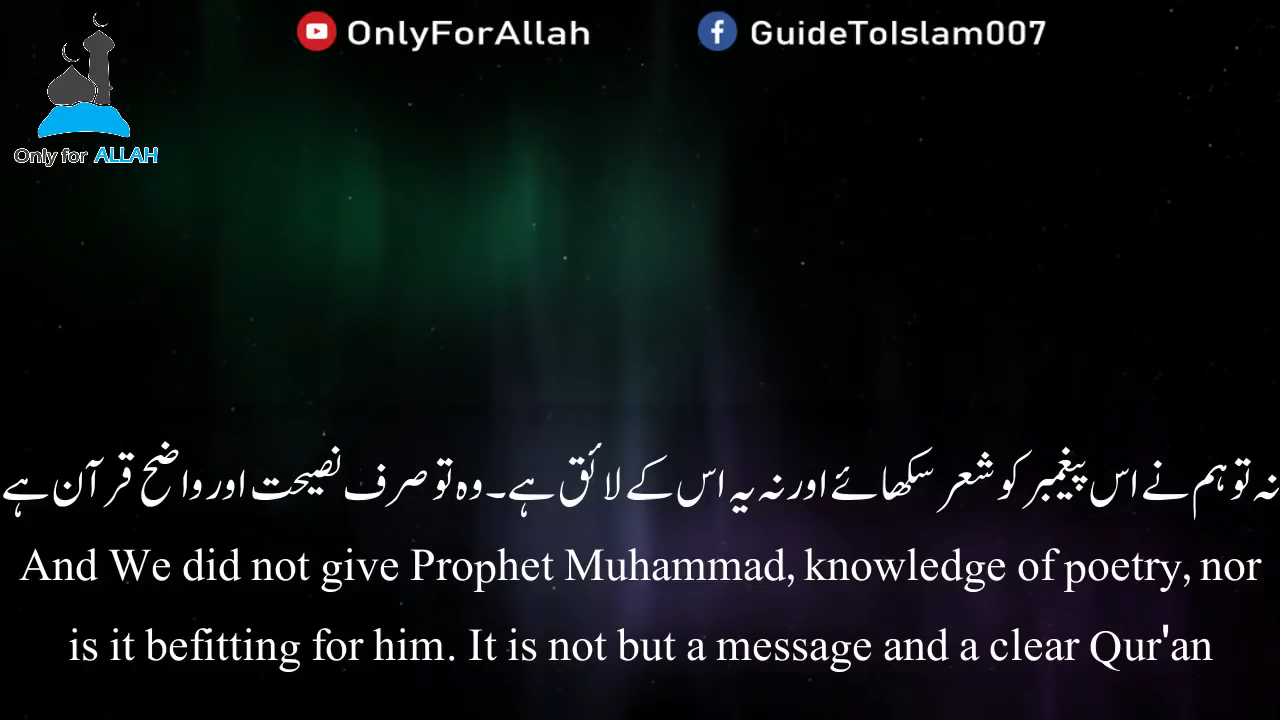 OnlyForAllah
GuideToIslam007
Only for ALLAH
نہ تو ہم نے اس پیغمبر کو شعر سکھائے اور نہ یہ اس کے لائق ہے۔ وہ تو صرف نصیحت اور واضح قرآن ہے
And We did not give Prophet Muhammad, knowledge of poetry, nor
is it befitting for him. It is not but a message and a clear Qur'an